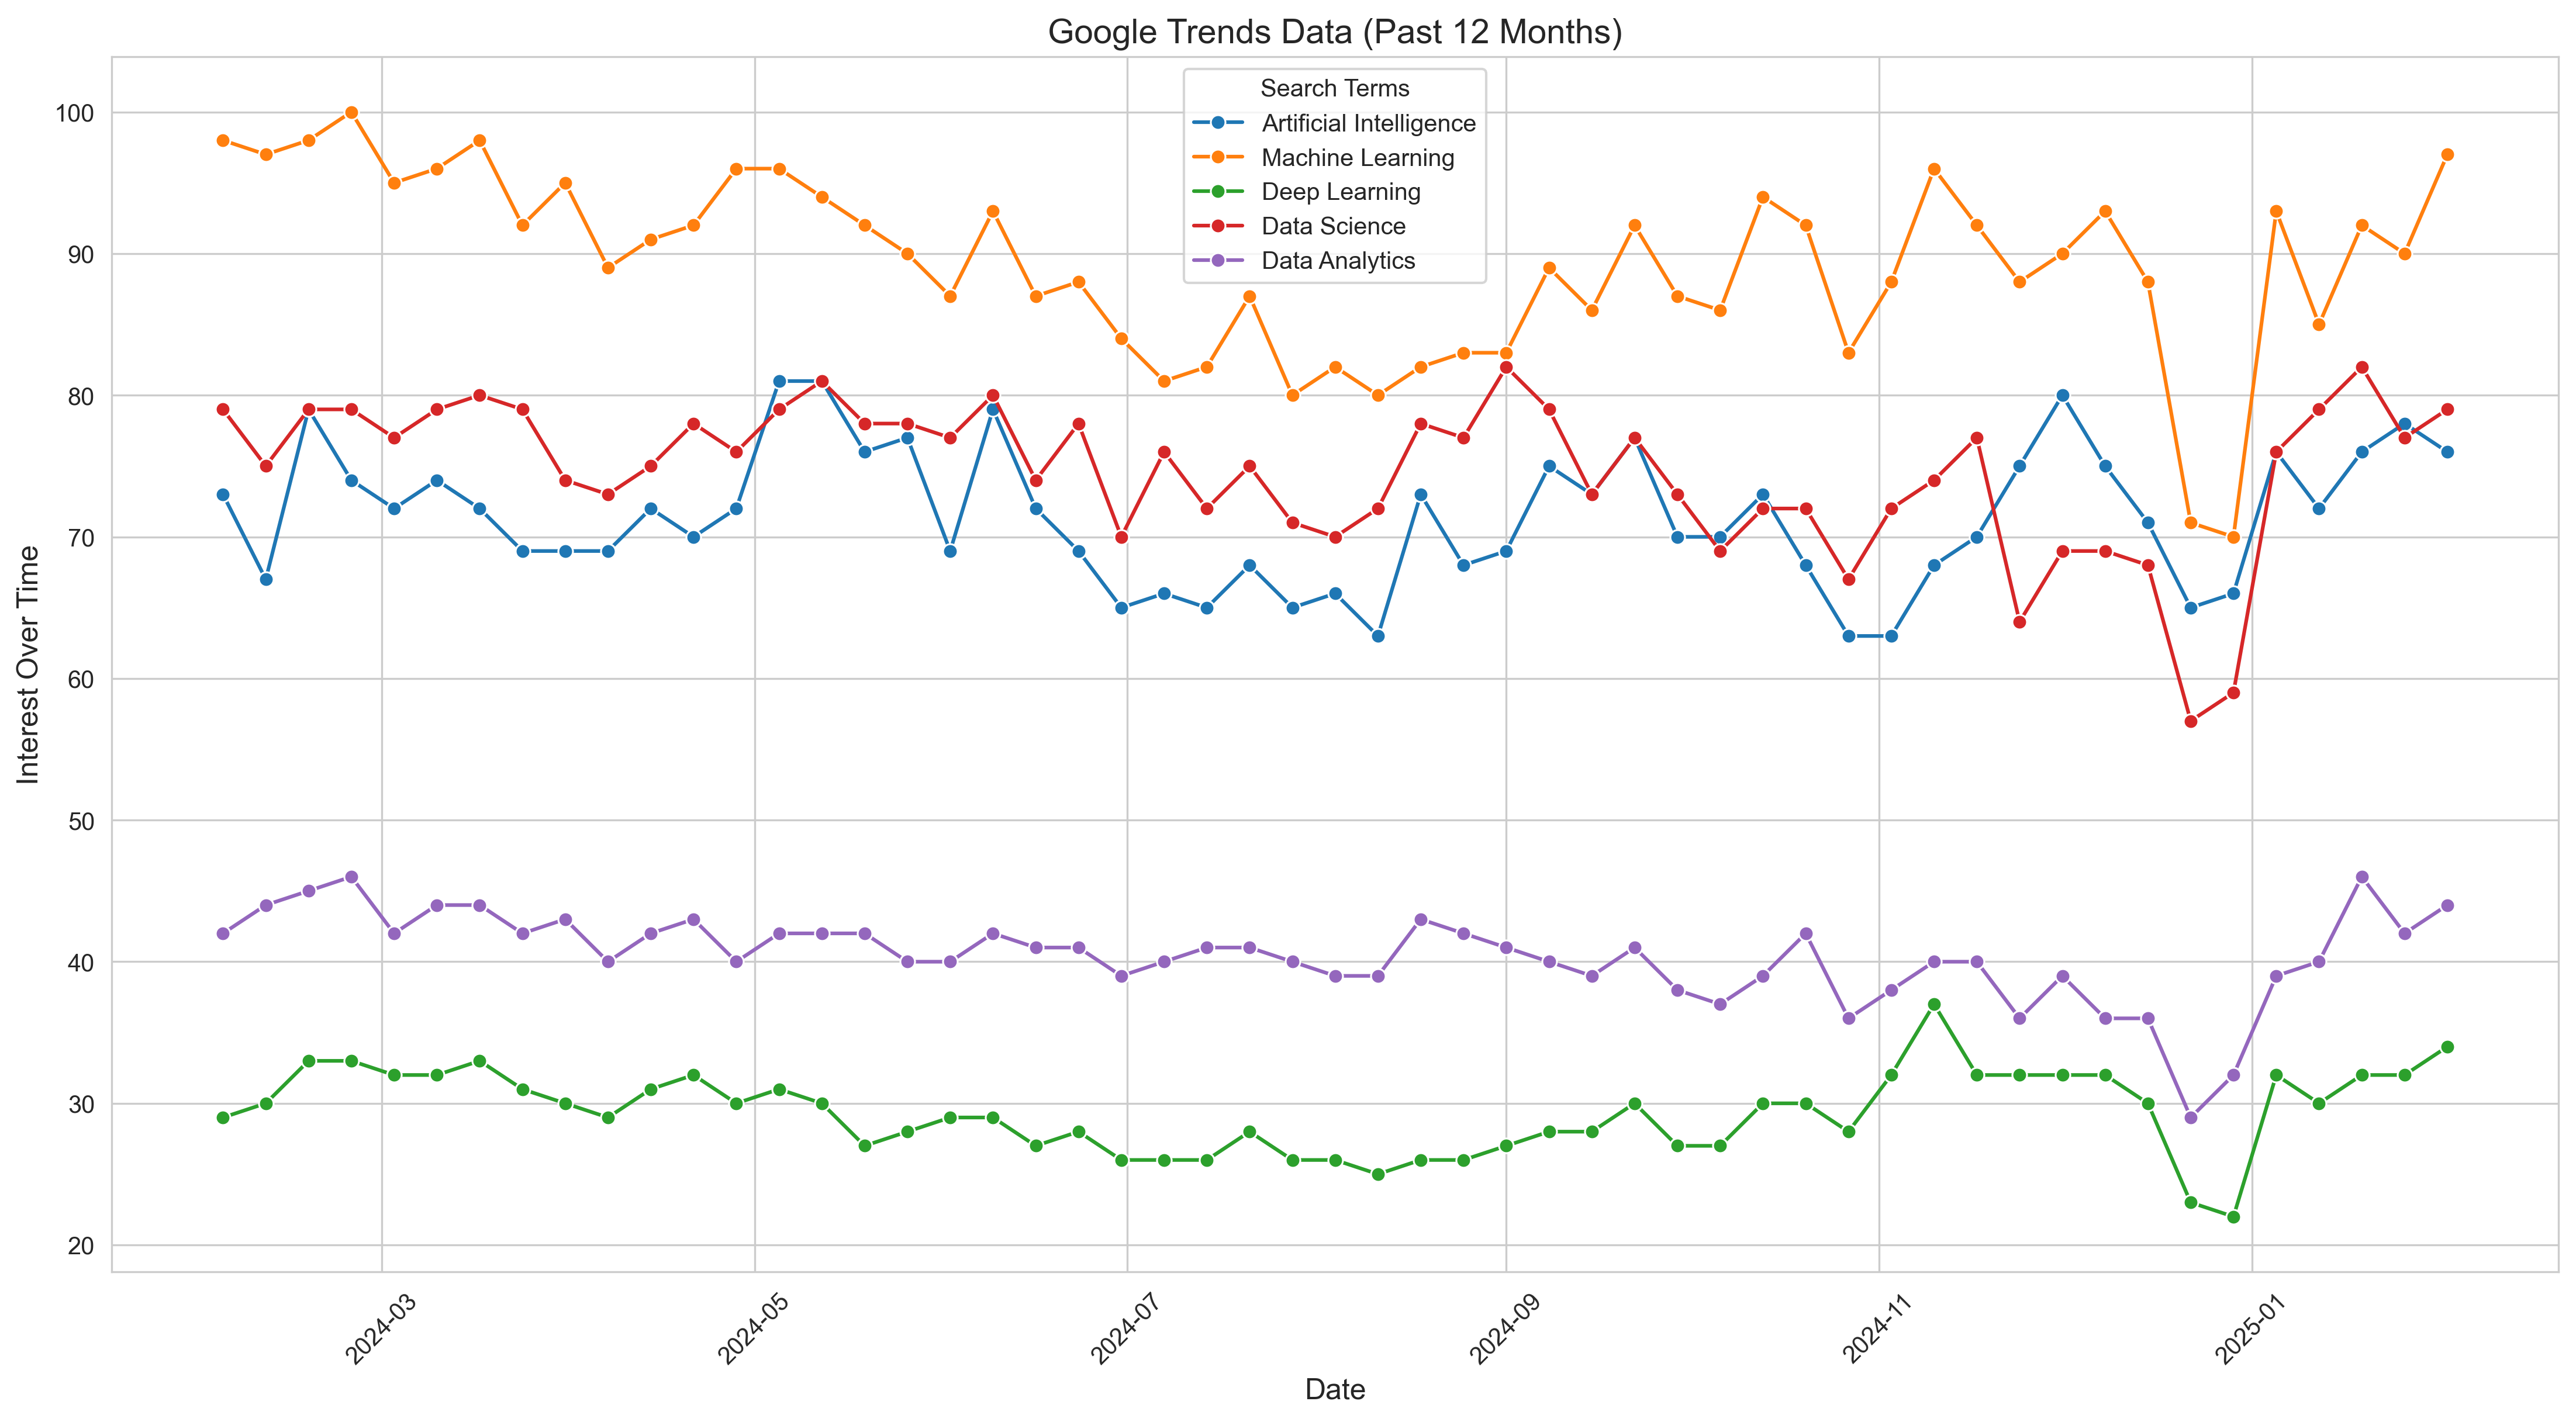 Google Trends Data (Past 12 Months)
Search Terms
Artificial Intelligence
Machine Learning
Deep Learning
Data Science
Data Analytics
Interest Over Time
100
90
80
70
60
50
40
30
20
2024-03
2024-05
2024-07
2024-09
2024-11
2025-01
Date